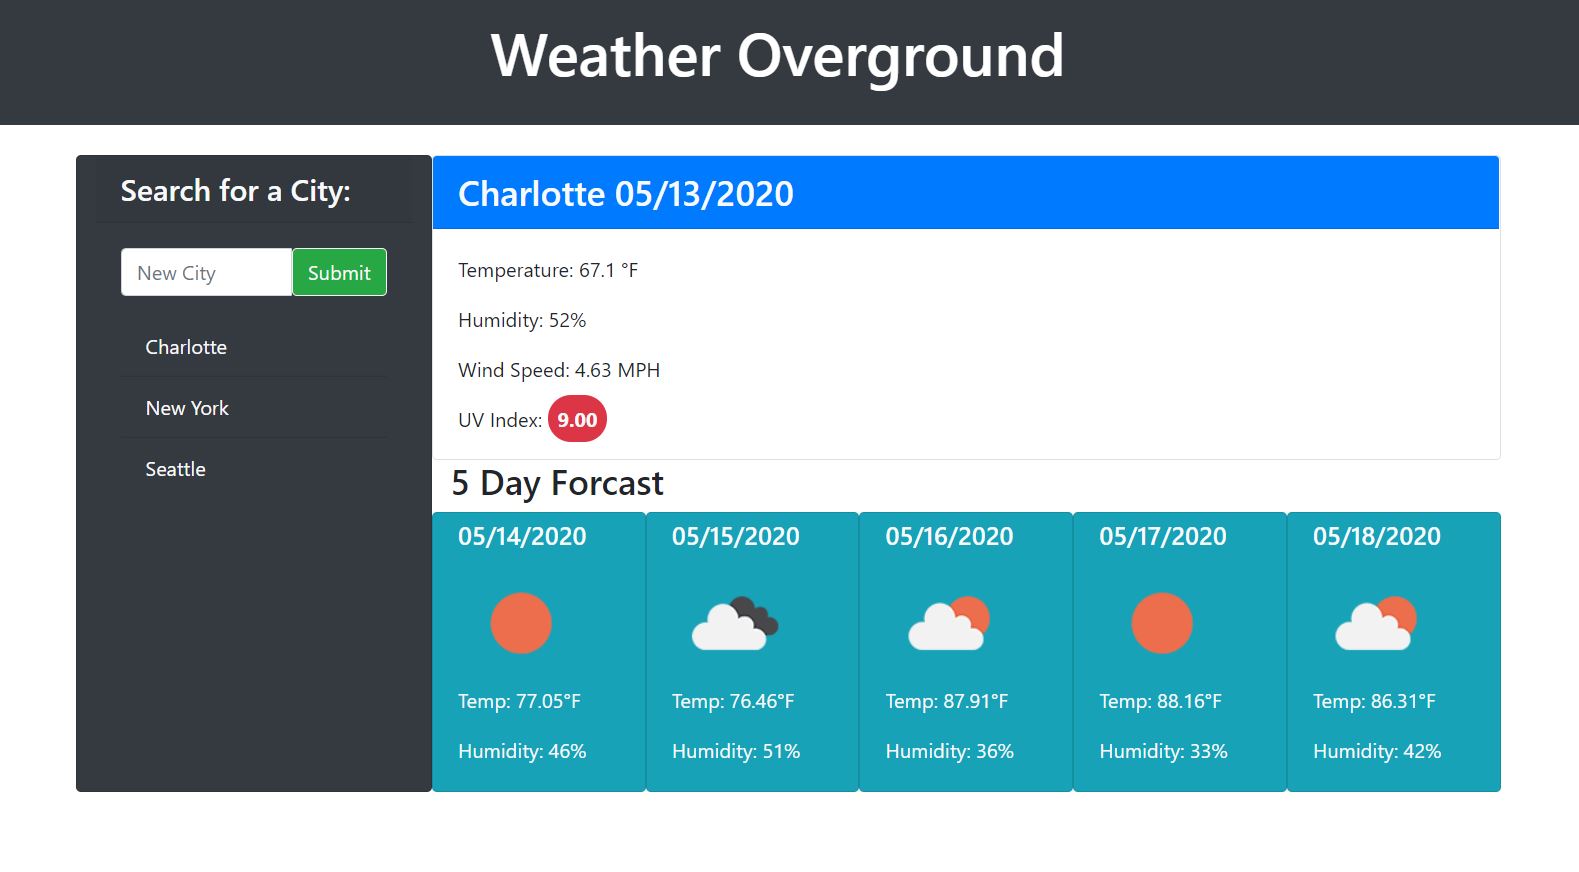 Weather Overground
Search for a City:
New City
Submit
Charlotte
New York
Seattle
Charlotte 05/13/2020
Temperature: 67.1 °F
Humidity: 52%
Wind Speed: 4.63 MPH
UV Index: 9.00
5 Day Forcast
05/14/2020
Temp: 77.05°F
Humidity: 46%
05/15/2020
Temp: 76.46°F
Humidity: 51%
05/16/2020
Temp: 87.91°F
Humidity: 36%
05/17/2020
Temp: 88.16°F
Humidity: 33%
05/18/2020
Temp: 86.31°F
Humidity: 42%